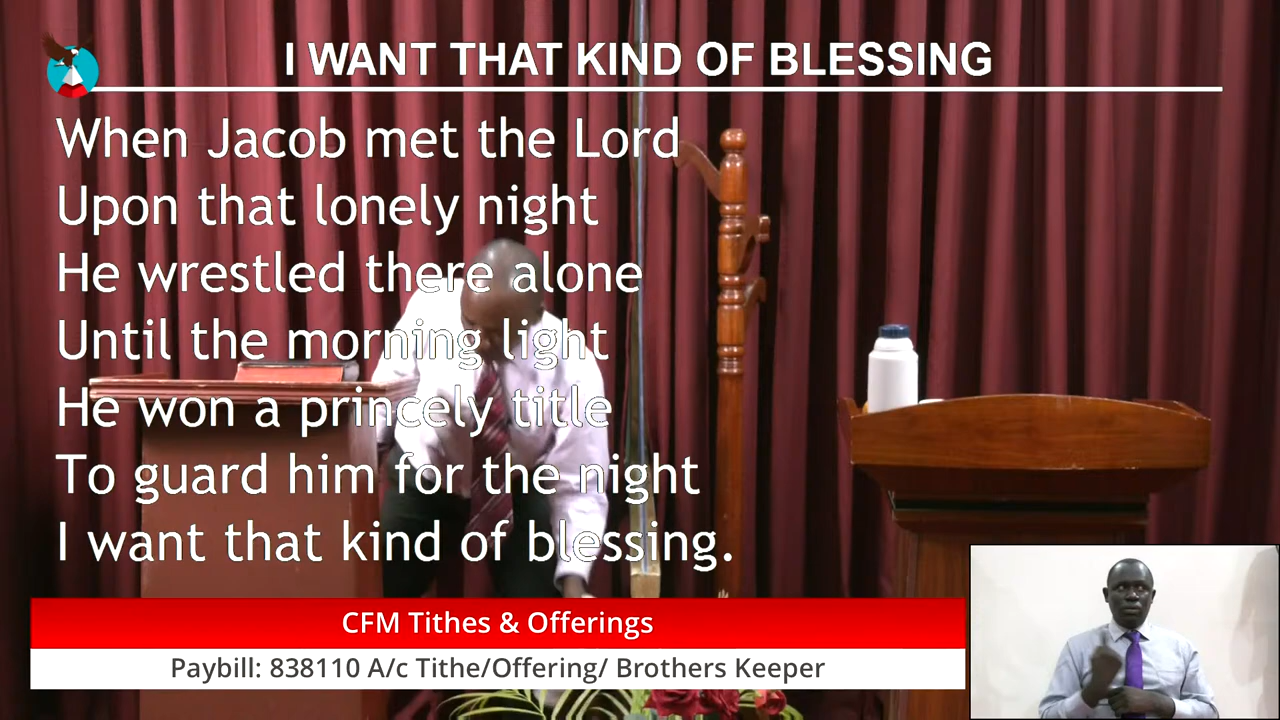 I WANT THAT KIND OF BLESSING
When Jacob met the Lord
Upon that lonely night
He wrestled there alone
Until the morning light
He won a princely title
To guard him for the night
I want that kind of blessing.
CFM Tithes & Offerings
Paybill: 838110 A/c Tithe/Offering/ Brothers Keeper